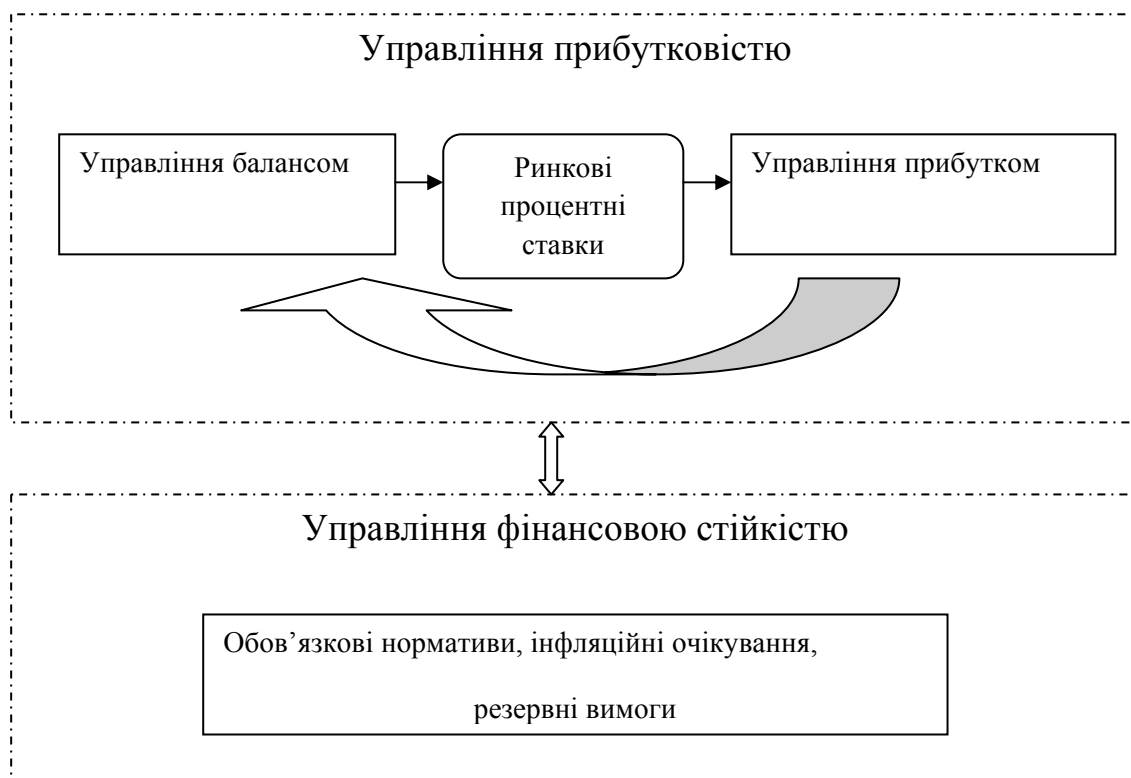 Управління прибутковістю
Управління балансом
Ринкові
процентні
ставки
Управління прибутком
Управління фінансовою стійкістю
Обов’язкові нормативи, інфляційні очікування,
резервні вимоги